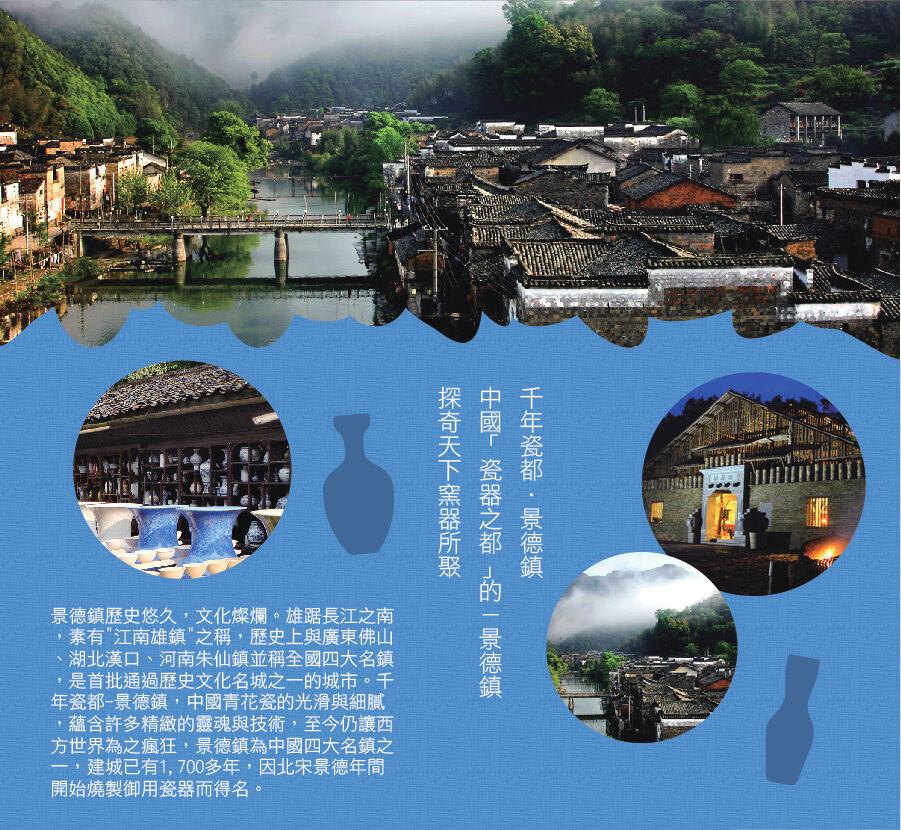 千年瓷都．景德鎮
中國「瓷器之都」的－景德鎮
探奇天下窯器所聚
景德鎮歷史悠久，文化燦爛。雄踞長江之南
，素有"江南雄鎮"之稱，歷史上與廣東佛山
、湖北漢口、河南朱仙鎮並稱全國四大名鎮
，是首批通過歷史文化名城之一的城市。千
年瓷都-景德鎮，中國青花瓷的光滑與細膩
，蘊含許多精緻的靈魂與技術，至今仍讓西
方世界為之瘋狂，景德鎮為中國四大名鎮之
一，建城已有1,700多年，因北宋景德年間
開始燒製御用瓷器而得名。